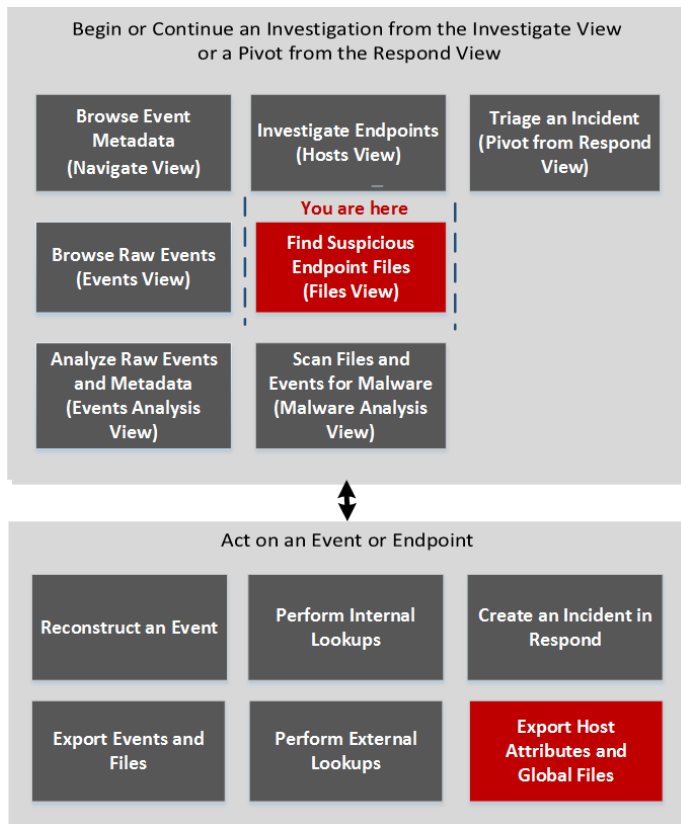 Begin or Continue an Investigation from the Investigate View
or a Pivot from the Respond View
Browse Event
Metadata
(Navigate View)
Investigate Endpoints
(Hosts View)
Triage an Incident
(Pivot from Respond
View)
You are here
Browse Raw Events
(Events View)
Find Suspicious
Endpoint Files
(Files View)
Analyze Raw Events
and Metadata
(Events Analysis
View)
Scan Files and
Events for Malware
(Malware Analysis
View)
Act on an Event or Endpoint
Reconstruct an Event
Perform Internal
Lookups
Create an Incident in
Respond
Export Events and
Files
Perform External
Lookups
Export Host
Attributes and
Global Files